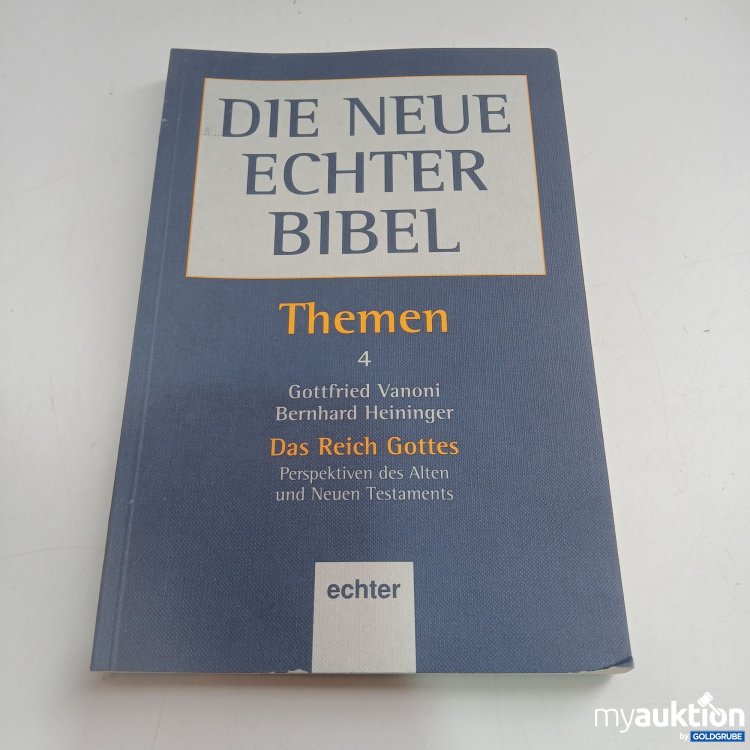 DIE NEUE
ECHTER
BIBEL
Themen
4
Gottfried Vanoni
Bernhard Heininger
Das Reich Gottes
Perspektiven des Alten
und Neuen Testaments
echter
myauktion
by GOLDGRUBE